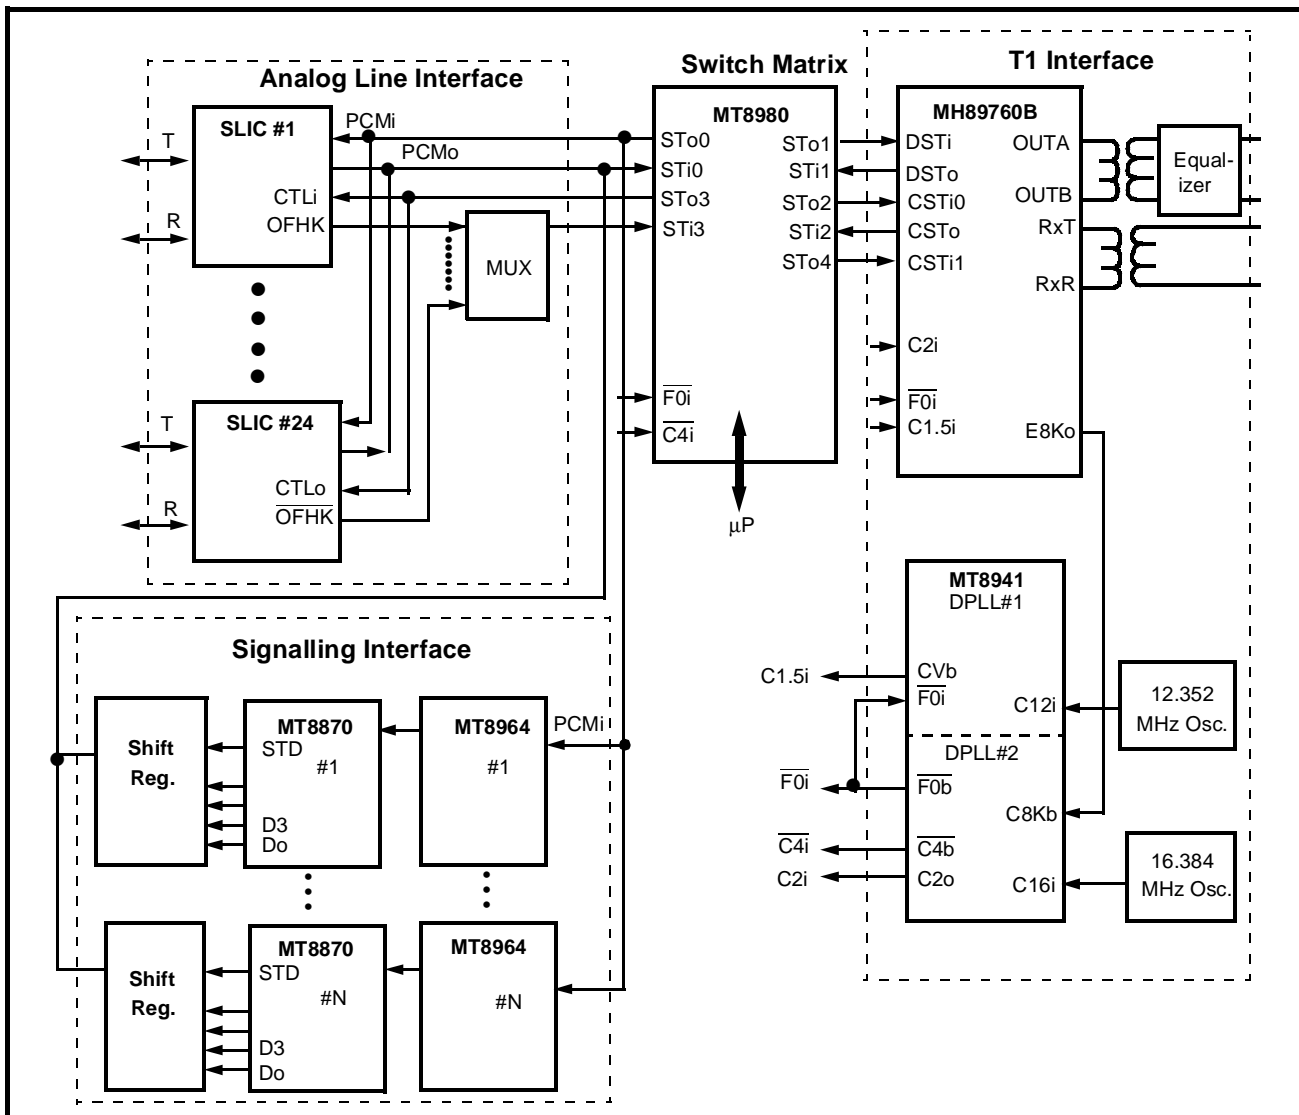 Analog Line Interface
SLIC #1
T
R
PCMi
PCMo
CTLi
OFHK
MUX
SLIC #24
T
R
CTLo
OFHK
Switch Matrix
MT8980
STo0
STi0
STo3
STi3
STo1
STi1
STo2
STi2
STo4
F0i
C4i
µP
T1 Interface
MH89760B
DSTi
DSTo
CSTi0
CSTo
CSTi1
C2i
F0i
C1.5i
OUTA
OUTB
RxT
RxR
E8Ko
Equal-
izer
MT8941
DPLL#1
CVb
F0i
C12i
DPLL#2
F0b
C8Kb
C4b
C2o
C16i
C1.5i
F0i
C4i
C2i
12.352
MHz Osc.
16.384
MHz Osc.
Signalling Interface
Shift
Reg.
MT8870
STD
#1
D3
Do
MT8964
#1
PCMi
Shift
Reg.
MT8870
STD
#N
D3
Do
MT8964
#N